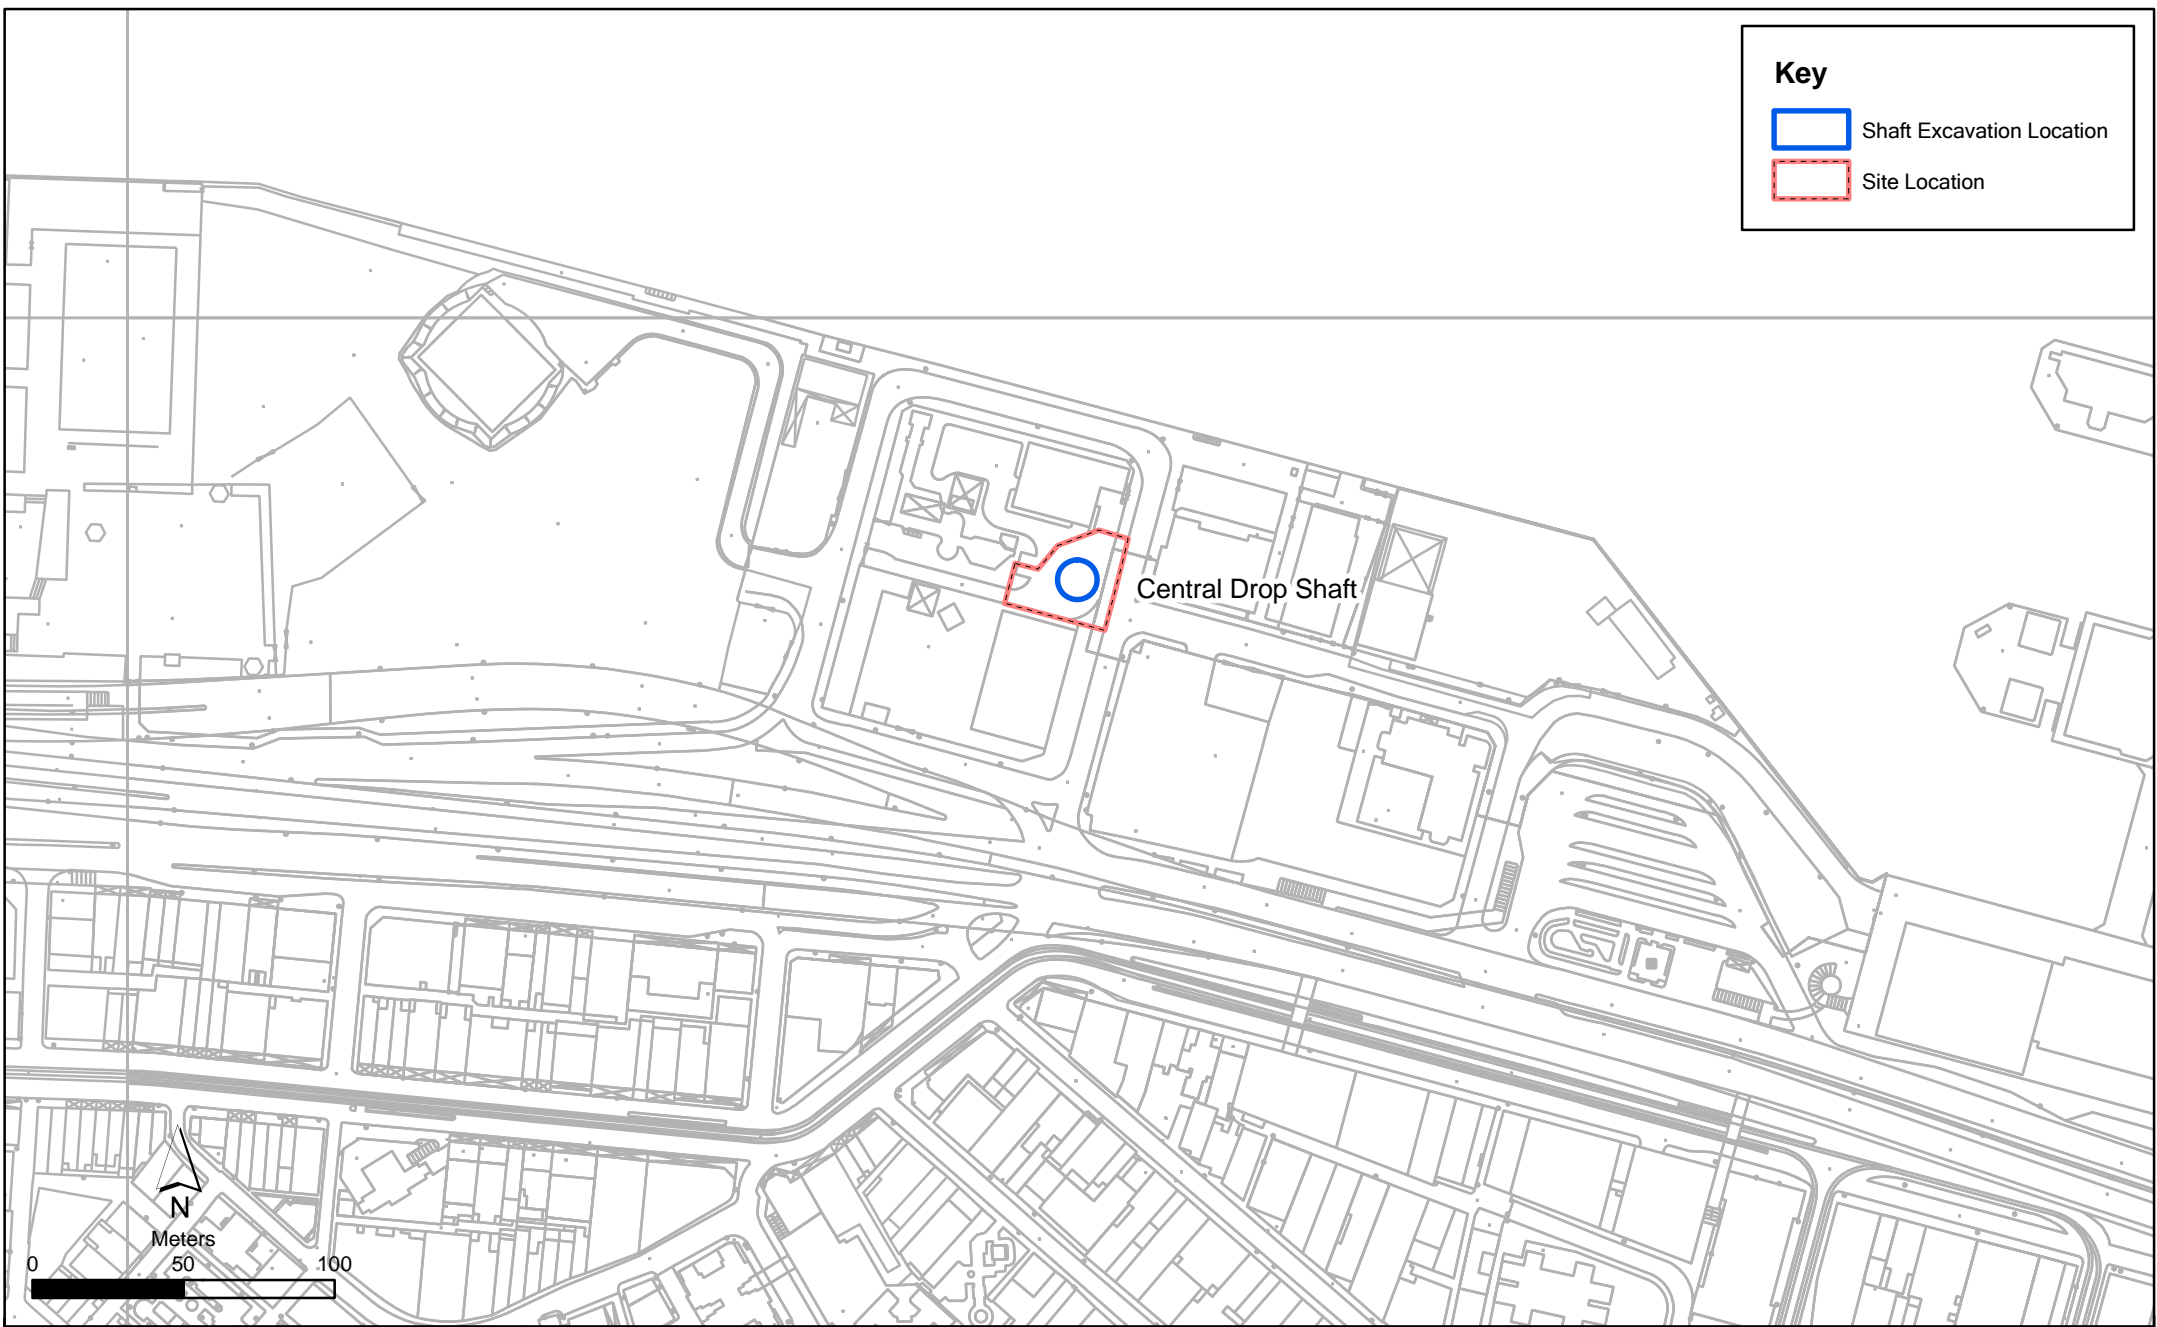 Key
Shaft Excavation Location
Site Location
Central Drop Shaft
N
Meters
0 50 100